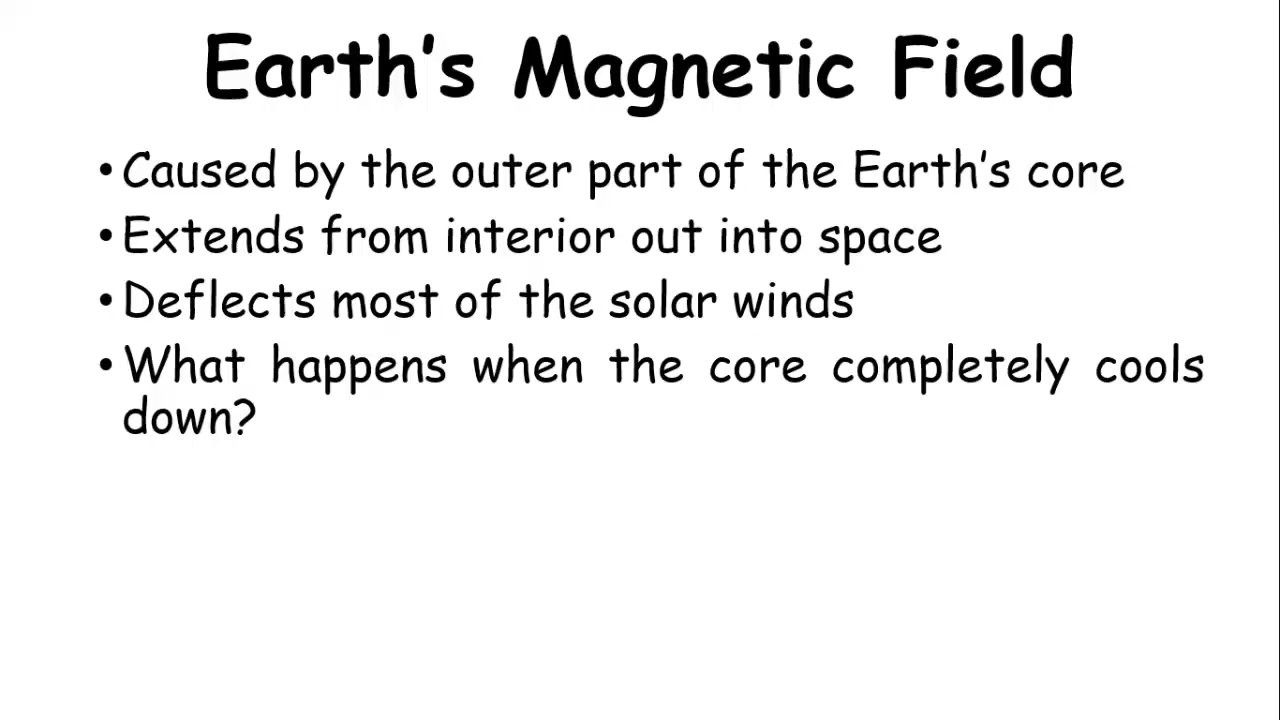 Earth’s Magnetic Field
•Caused by the outer part of the Earth’s core
•Extends from interior out into space
•Deflects most of the solar winds
•What happens when the core completely cools
down?